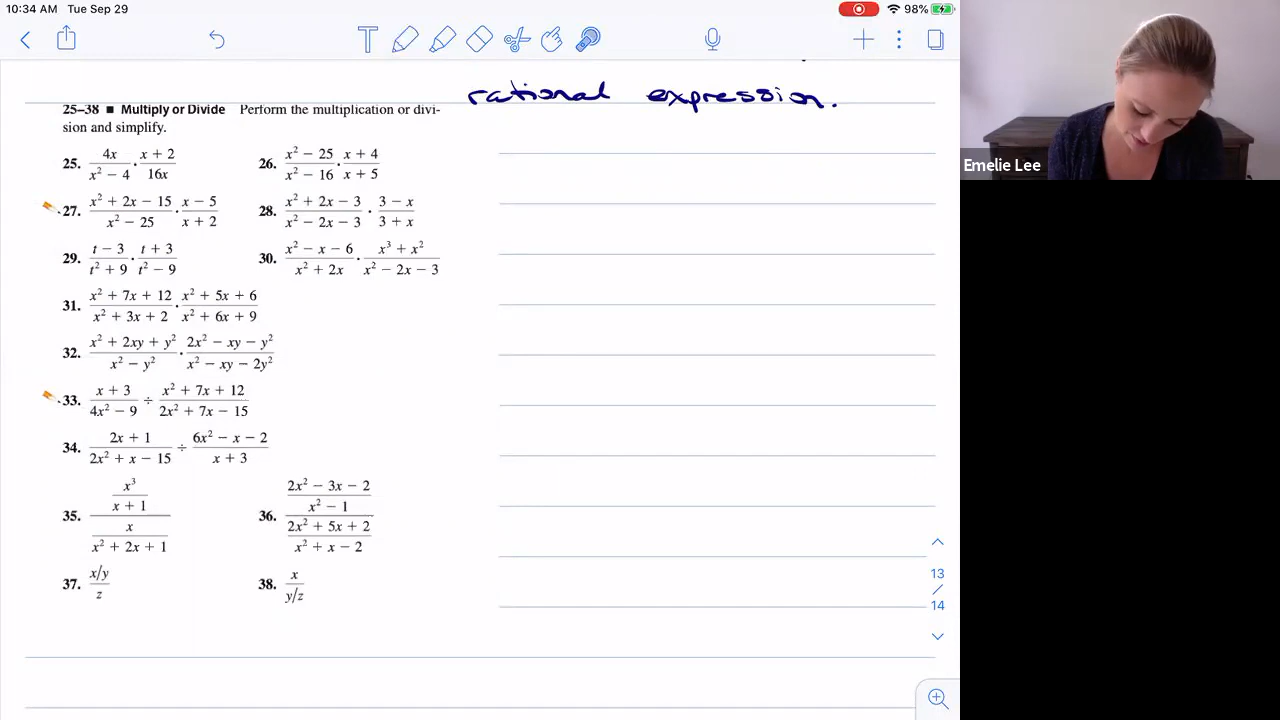 10:34 AM Tue Sep 29
98%
rational expression.
25–38 ■ Multiply or Divide Perform the multiplication or divi-
sion and simplify.
25. 4x / (x² − 4) · (x + 2) / 16x
26. (x² − 25) / (x² − 16) · (x + 4) / (x + 5)
27. (x² + 2x − 15) / (x² − 25) · (x − 5) / (x + 2)
28. (x² + 2x − 3) / (x² − 2x − 3) · (3 − x) / (3 + x)
29. (t − 3) / (t² + 9) · (t + 3) / (t² − 9)
30. (x² − x − 6) / (x² + 2x) · (x³ + x²) / (x² − 2x − 3)
31. (x² + 7x + 12) / (x² + 3x + 2) · (x² + 5x + 6) / (x² + 6x + 9)
32. (x² + 2xy + y²) / (x² − y²) · (2x² − xy − y²) / (x² − xy − 2y²)
33. (x + 3) / (4x² − 9) ÷ (x² + 7x + 12) / (2x² + 7x − 15)
34. (2x + 1) / (2x² + x − 15) ÷ (6x² − x − 2) / (x + 3)
35. (x³ / (x + 1)) / (x / (x² + 2x + 1))
36. ((2x² − 3x − 2) / (x² − 1)) / ((2x² + 5x + 2) / (x² + x − 2))
37. (x/y) / z
38. x / (y/z)
13
/
14
Emelie Lee